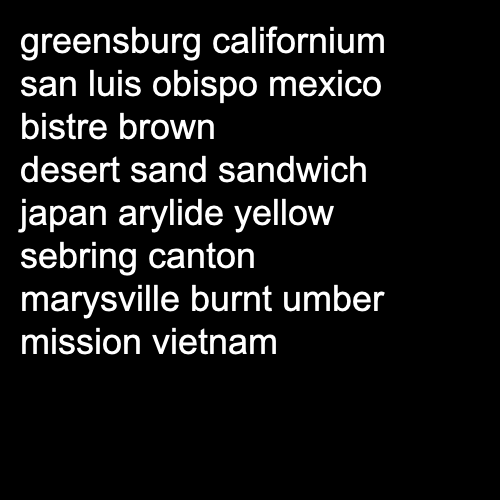 greensburg californium
san luis obispo mexico
bistre brown
desert sand sandwich
japan arylide yellow
sebring canton
marysville burnt umber
mission vietnam